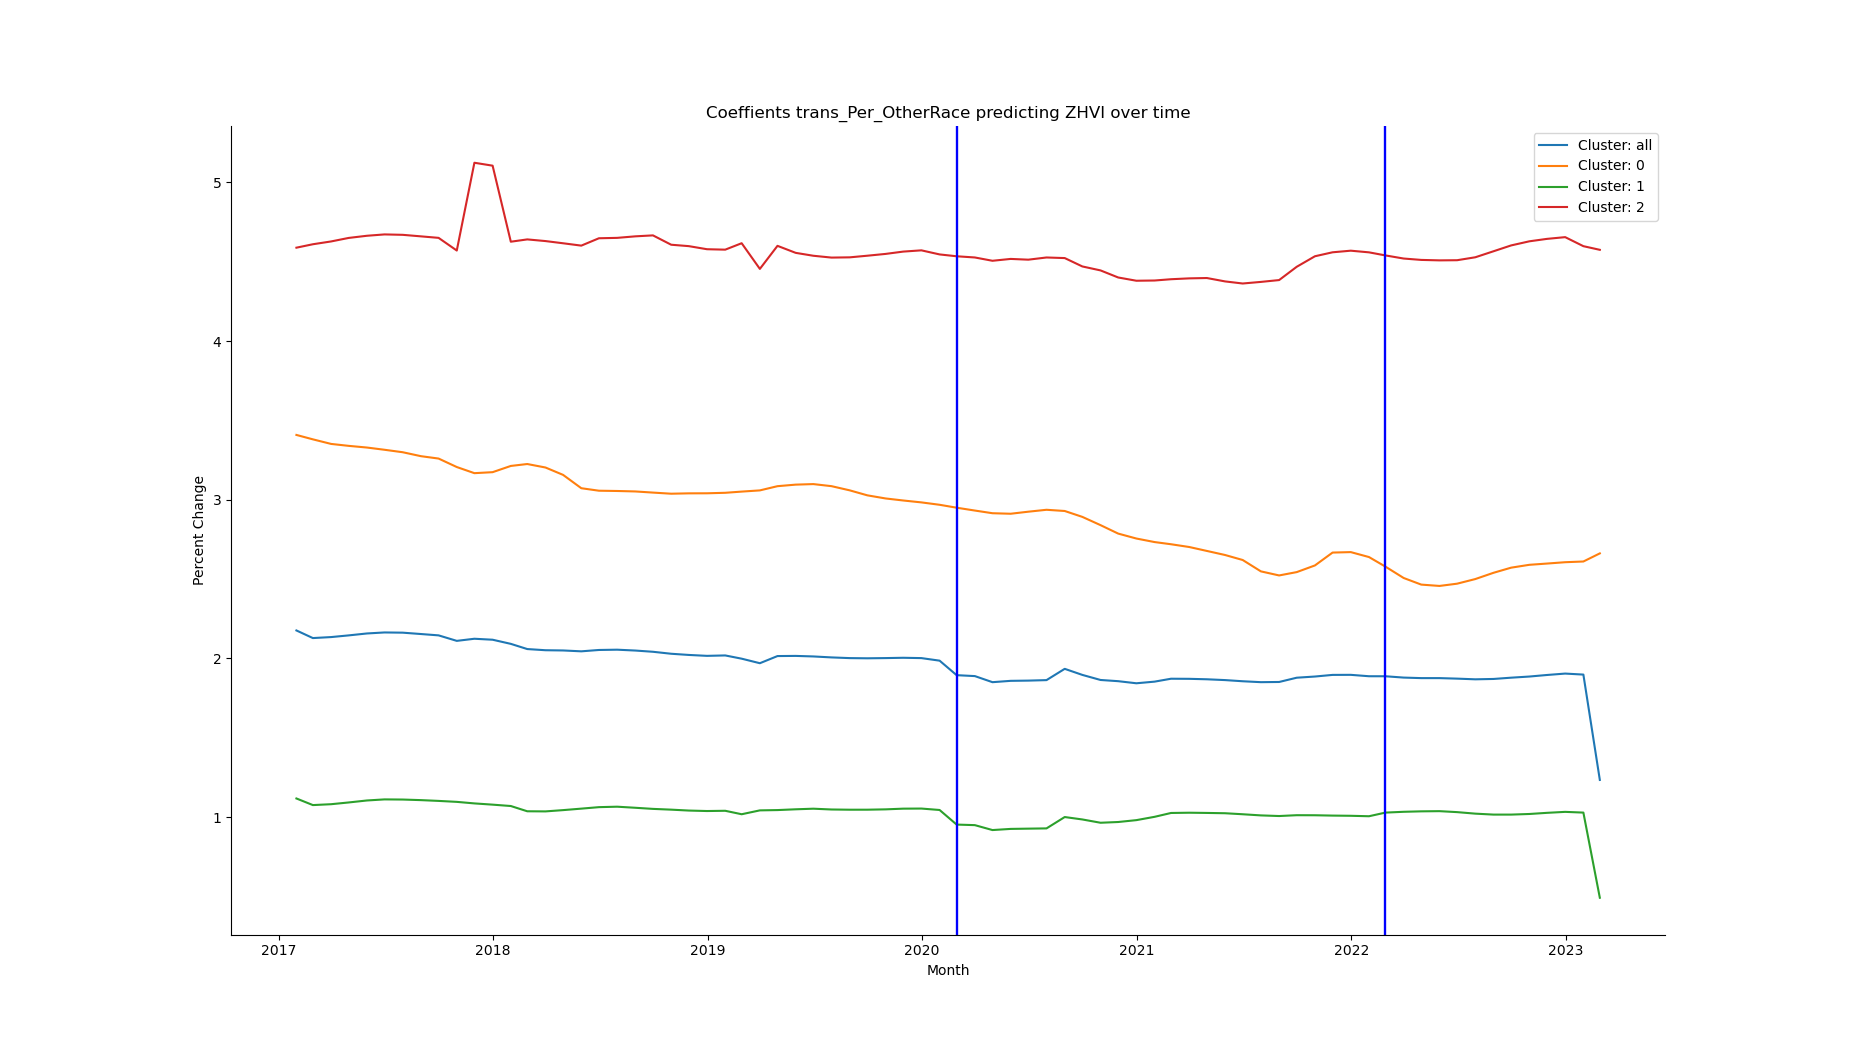 Coeffients trans_Per_OtherRace predicting ZHVI over time
Cluster: all
Cluster: 0
Cluster: 1
Cluster: 2
Percent Change
5
4
3
2
1
2017
2018
2019
2020
2021
2022
2023
Month